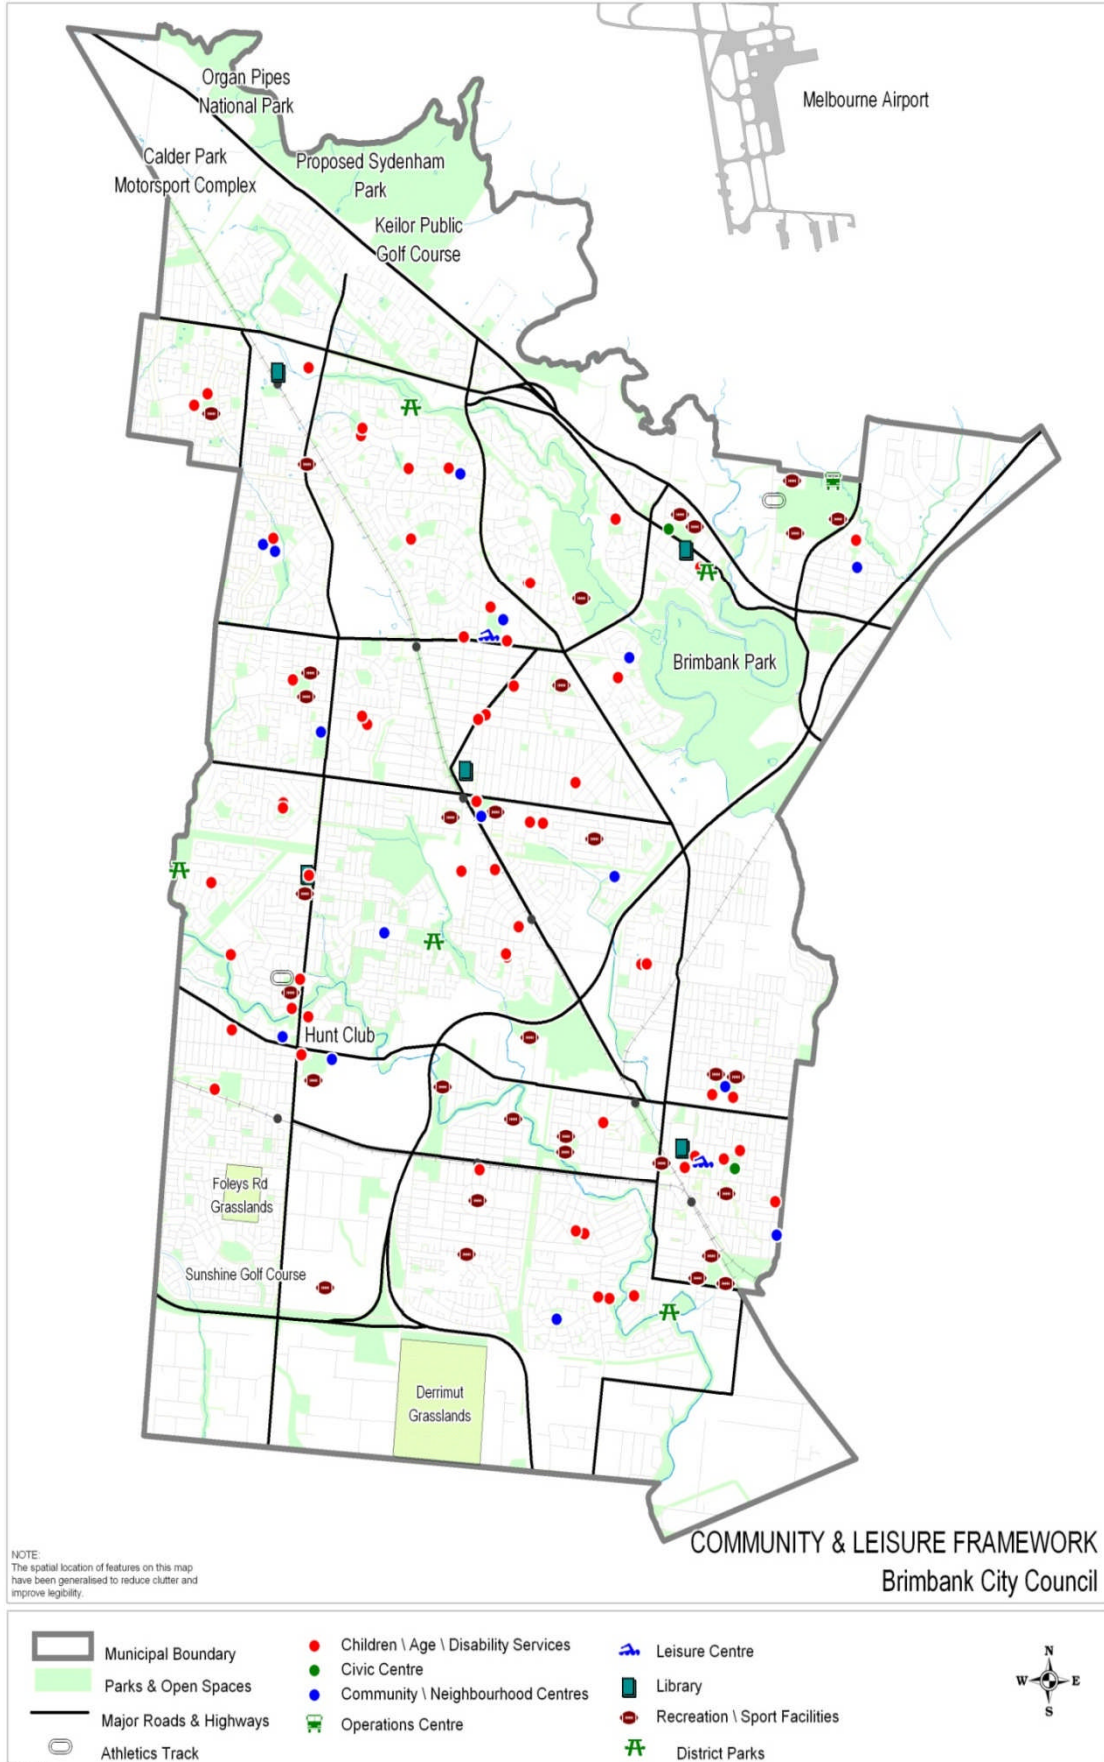 Organ Pipes
National Park
Melbourne Airport
Calder Park
Motorsport Complex
Proposed Sydenham
Park
Keilor Public
Golf Course
Brimbank Park
Hunt Club
Foleys Rd
Grasslands
Sunshine Golf Course
Derrimut
Grasslands
COMMUNITY & LEISURE FRAMEWORK
Brimbank City Council
NOTE:
The spatial location of features on this map
have been generalised to reduce clutter and
improve legibility.
Municipal Boundary
Parks & Open Spaces
Major Roads & Highways
Athletics Track
Children \ Age \ Disability Services
Civic Centre
Community \ Neighbourhood Centres
Operations Centre
Leisure Centre
Library
Recreation \ Sport Facilities
District Parks
N
W E
S